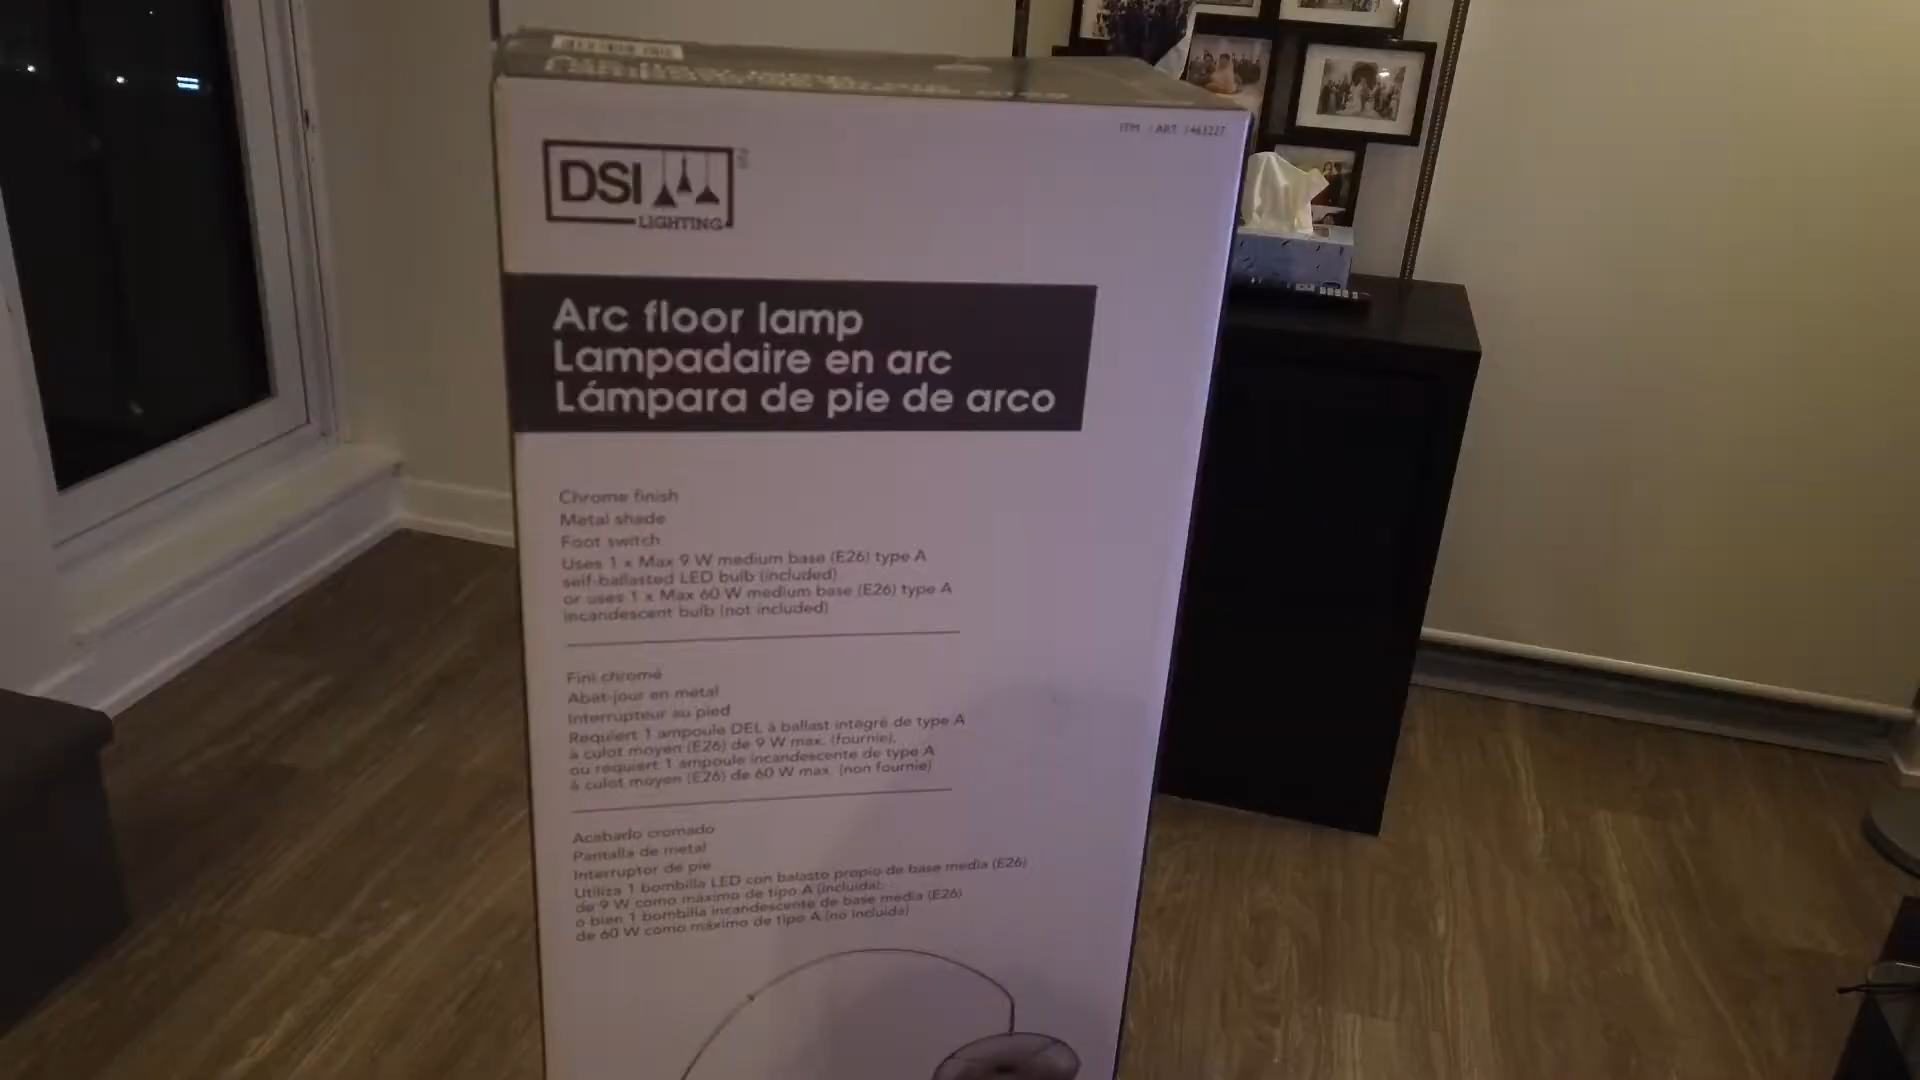 ITM. / ART. 1463227
DSI
LIGHTING
Arc floor lamp
Lampadaire en arc
Lámpara de pie de arco
Chrome finish
Metal shade
Foot switch
Uses 1 x Max 9 W medium base (E26) type A
self-ballasted LED bulb (included)
or uses 1 x Max 60 W medium base (E26) type A
incandescent bulb (not included)
Fini chromé
Abat-jour en métal
Interrupteur au pied
Requiert 1 ampoule DEL à ballast intégré de type A
à culot moyen (E26) de 9 W max. (fournie),
ou requiert 1 ampoule incandescente de type A
à culot moyen (E26) de 60 W max. (non fournie)
Acabado cromado
Pantalla de metal
Interruptor de pie
Utiliza 1 bombilla LED con balasto propio de base media (E26)
de 9 W como máximo de tipo A (incluida);
o bien 1 bombilla incandescente de base media (E26)
de 60 W como máximo de tipo A (no incluida)